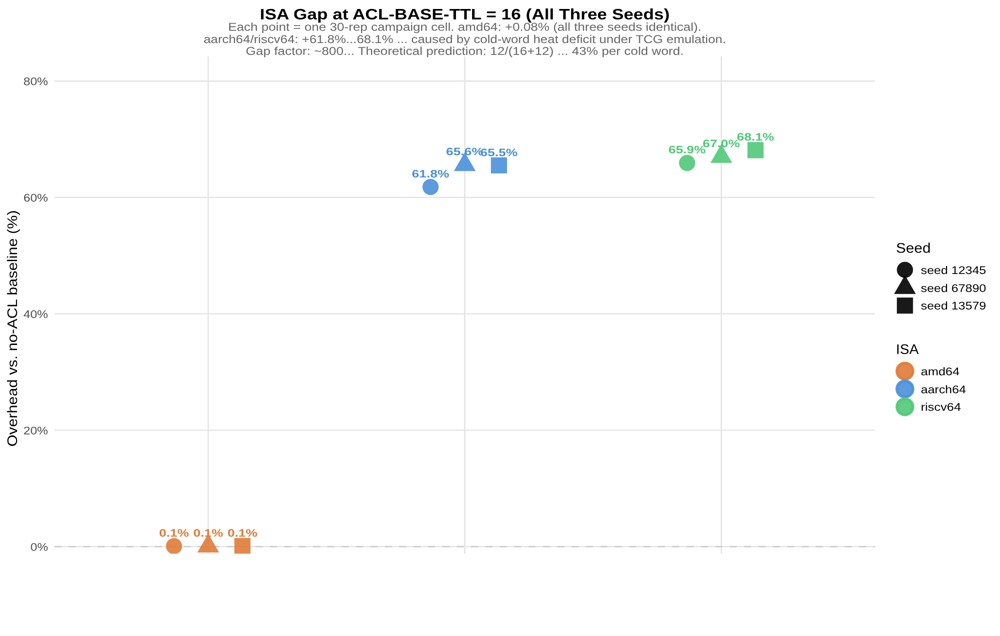 ISA Gap at ACL-BASE-TTL = 16 (All Three Seeds)
Each point = one 30-rep campaign cell. amd64: +0.08% (all three seeds identical).
aarch64/riscv64: +61.8%...68.1% ... caused by cold-word heat deficit under TCG emulation.
Gap factor: ~800... Theoretical prediction: 12/(16+12) ... 43% per cold word.
Overhead vs. no-ACL baseline (%)
80%
60%
40%
20%
0%
0.1% 0.1% 0.1%
61.8%
65.6%
65.5%
65.9%
67.0%
68.1%
Seed
seed 12345
seed 67890
seed 13579
ISA
amd64
aarch64
riscv64